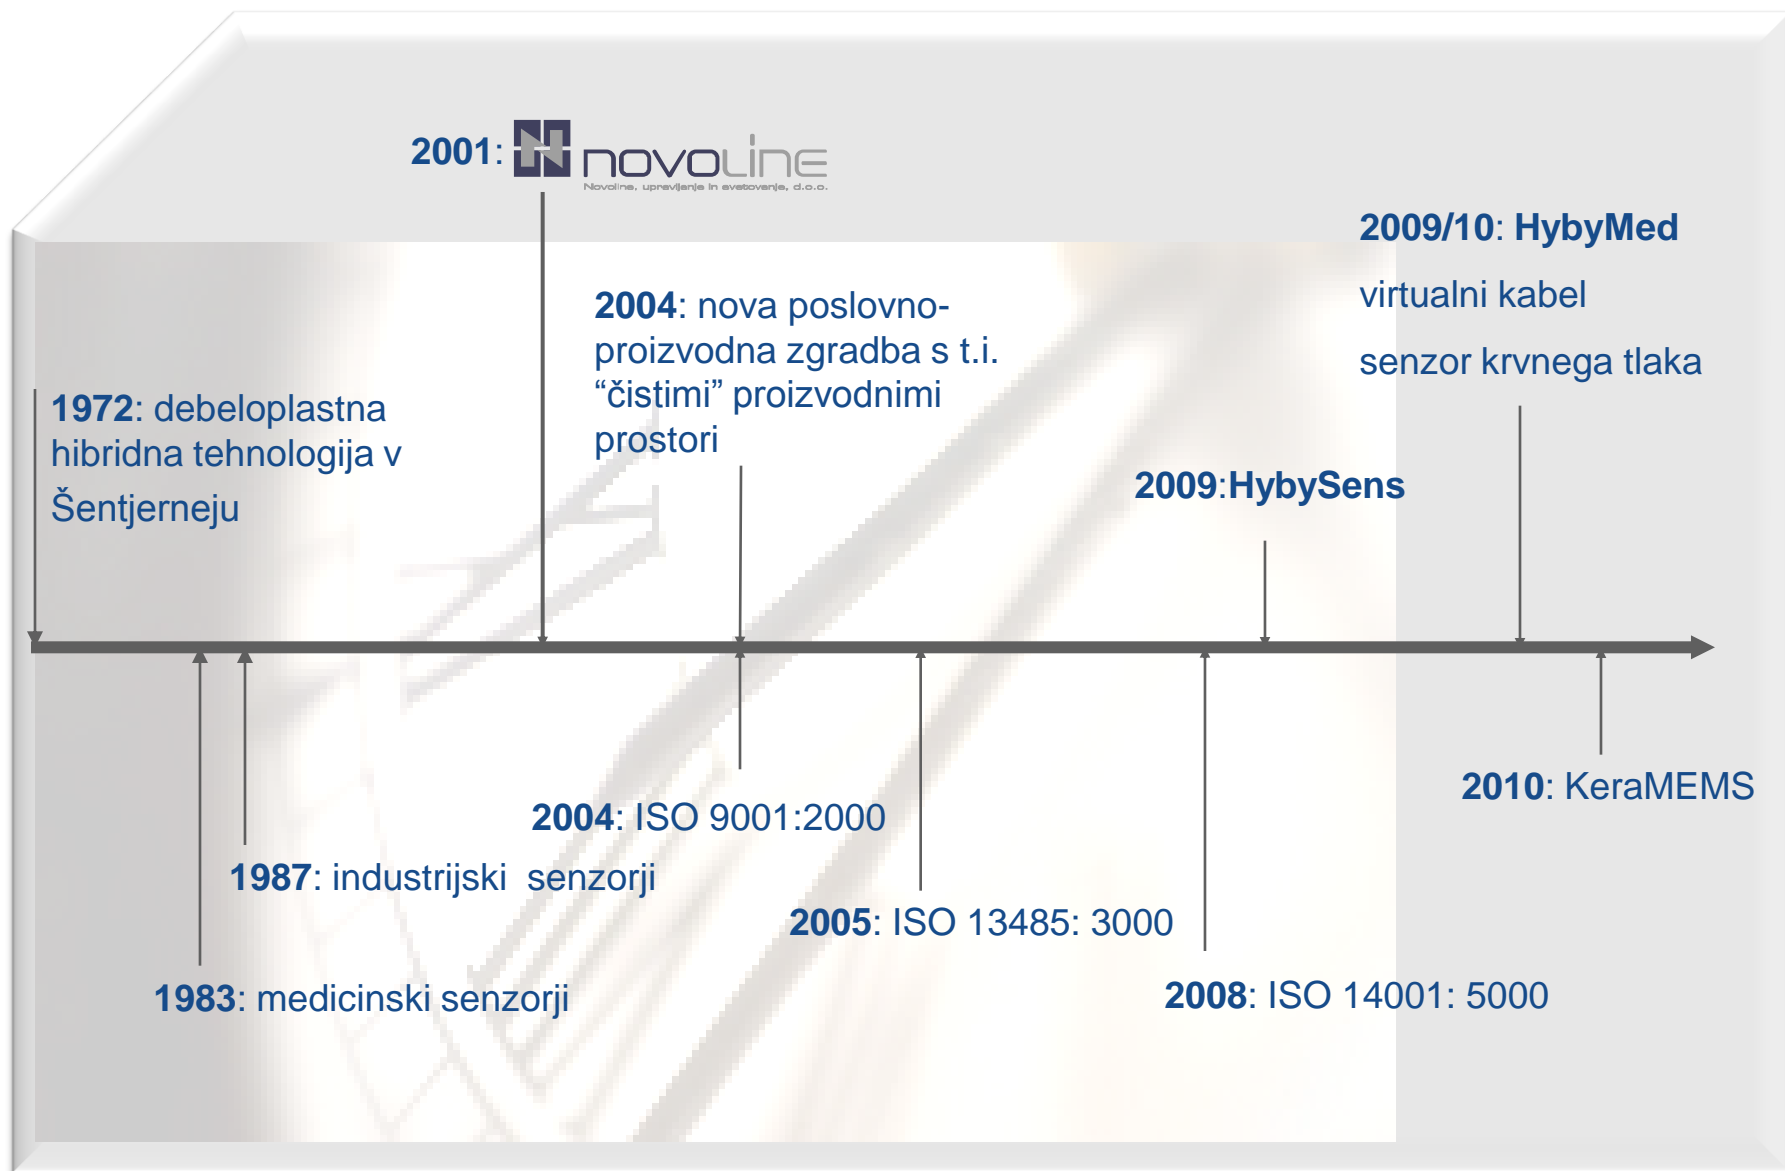 2001:
novoline
Novoline, upravljanje in svetovanje, d.o.o.
2009/10: HybyMed
virtualni kabel
senzor krvnega tlaka
2004: nova poslovno-
proizvodna zgradba s t.i.
“čistimi” proizvodnimi
prostori
1972: debeloplastna
hibridna tehnologija v
Šentjerneju
2009:HybySens
2010: KeraMEMS
2004: ISO 9001:2000
1987: industrijski  senzorji
2005: ISO 13485: 3000
1983: medicinski senzorji
2008: ISO 14001: 5000